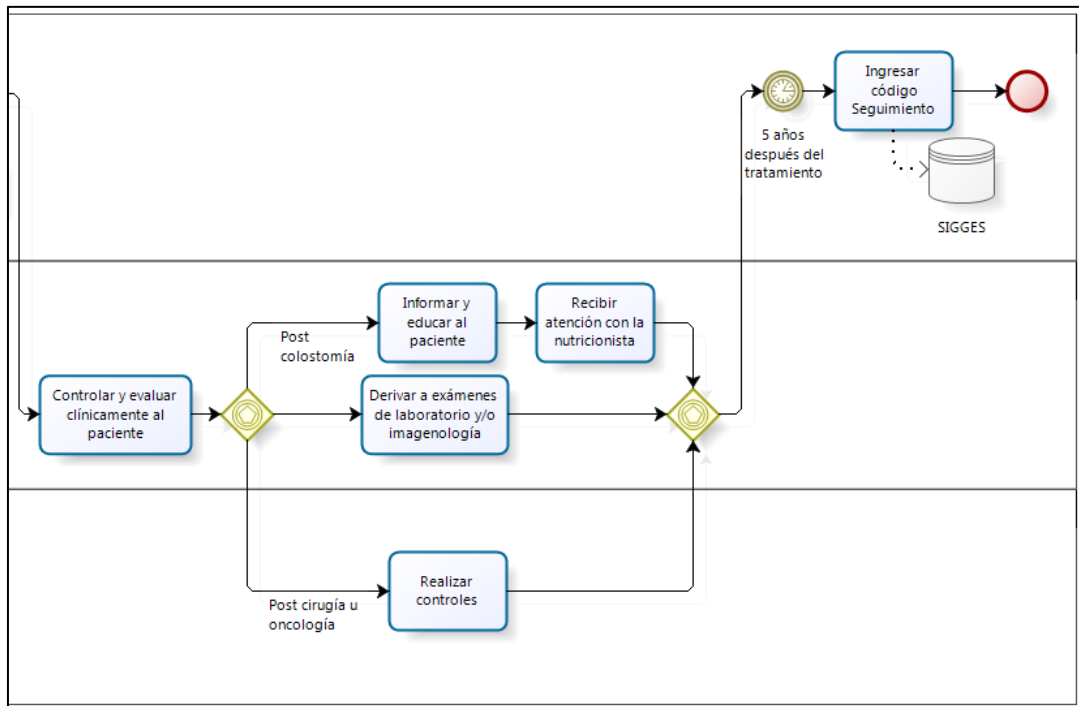 Ingresar
código
Seguimiento
5 años
después del
tratamiento
SIGGES
Informar y
educar al
paciente
Recibir
atención con la
nutricionista
Post
colostomía
Controlar y evaluar
clínicamente al
paciente
Derivar a exámenes
de laboratorio y/o
imagenología
Realizar
controles
Post cirugía u
oncología